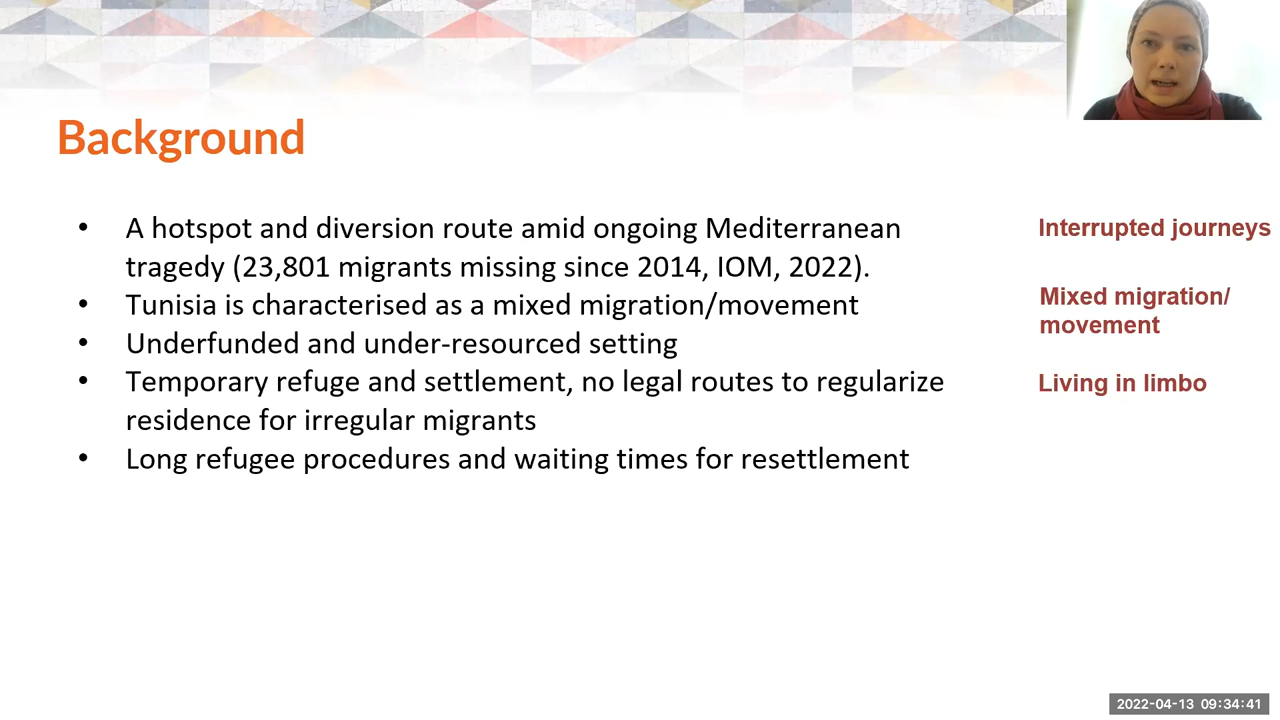 Background
• A hotspot and diversion route amid ongoing Mediterranean
tragedy (23,801 migrants missing since 2014, IOM, 2022).
• Tunisia is characterised as a mixed migration/movement
• Underfunded and under-resourced setting
• Temporary refuge and settlement, no legal routes to regularize
residence for irregular migrants
• Long refugee procedures and waiting times for resettlement
Interrupted journeys
Mixed migration/
movement
Living in limbo
2022-04-13 09:34:41